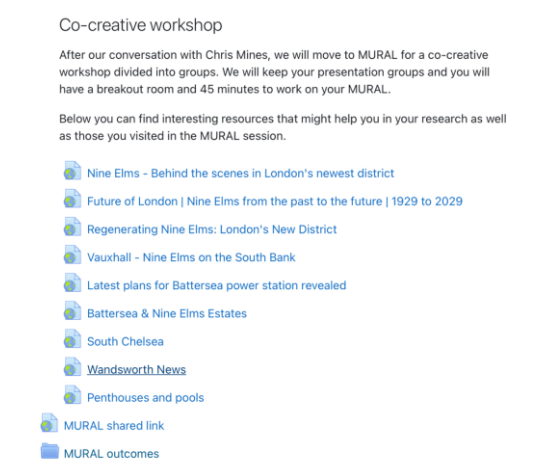 Co-creative workshop
After our conversation with Chris Mines, we will move to MURAL for a co-creative
workshop divided into groups. We will keep your presentation groups and you will
have a breakout room and 45 minutes to work on your MURAL.
Below you can find interesting resources that might help you in your research as well
as those you visited in the MURAL session.
Nine Elms - Behind the scenes in London's newest district
Future of London | Nine Elms from the past to the future | 1929 to 2029
Regenerating Nine Elms: London's New District
Vauxhall - Nine Elms on the South Bank
Latest plans for Battersea power station revealed
Battersea & Nine Elms Estates
South Chelsea
Wandsworth News
Penthouses and pools
MURAL shared link
MURAL outcomes